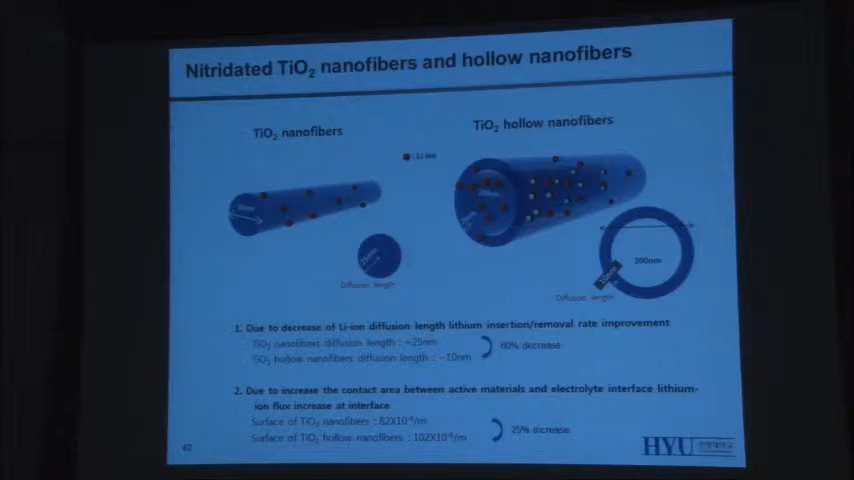 Nitridated TiO₂ nanofibers and hollow nanofibers
TiO₂ nanofibers
TiO₂ hollow nanofibers
: Li-ion
25nm
Diffusion length
200nm
10nm
Diffusion length
1. Due to decrease of Li-ion diffusion length lithium insertion/removal rate improvement
TiO₂ nanofibers diffusion length : ~25nm
TiO₂ hollow nanofibers diffusion length : ~10nm
60% decrease
2. Due to increase the contact area between active materials and electrolyte interface lithium-
ion flux increase at interface
Surface of TiO₂ nanofibers : 82X10⁻⁶/m
Surface of TiO₂ hollow nanofibers : 102X10⁻⁶/m
25% increase
42
HYU